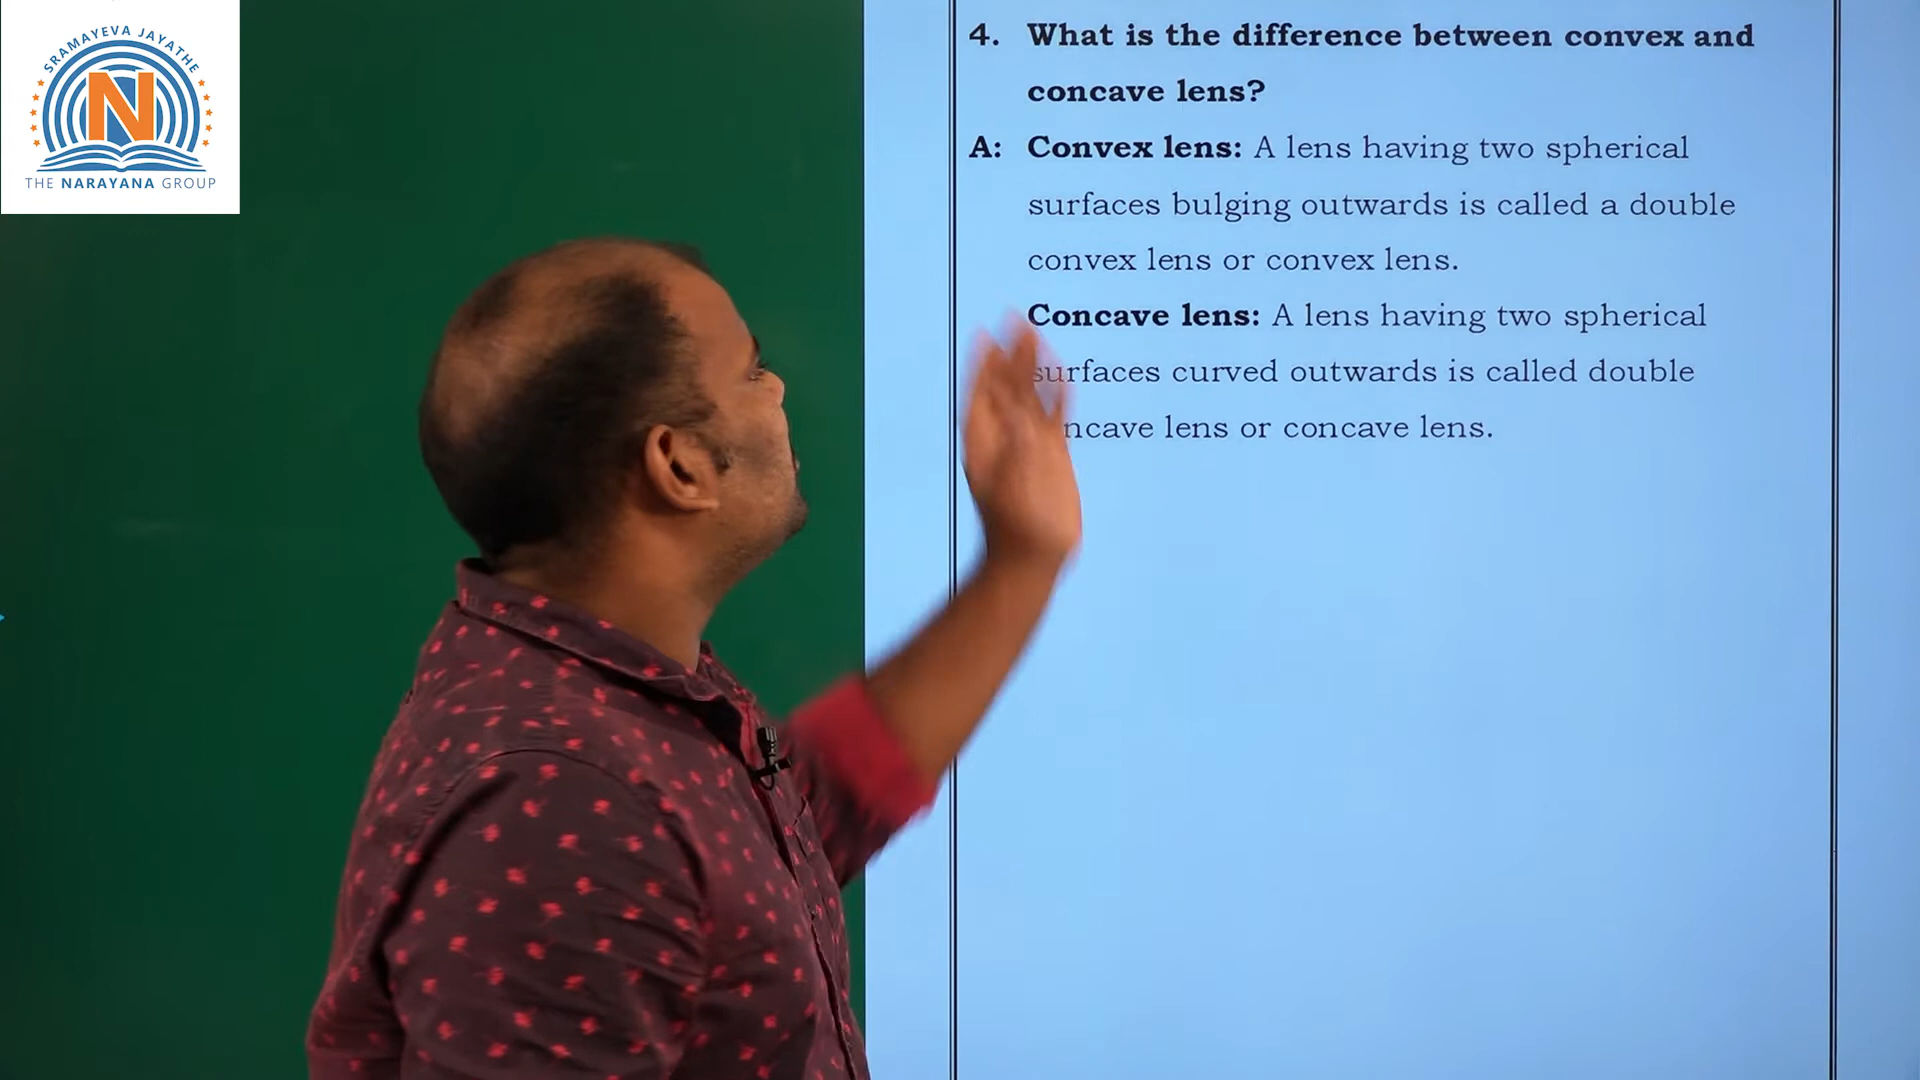 SRAMAYEVA JAYATHE
N
THE NARAYANA GROUP
4. What is the difference between convex and
concave lens?
A: Convex lens: A lens having two spherical
surfaces bulging outwards is called a double
convex lens or convex lens.
Concave lens: A lens having two spherical
surfaces curved outwards is called double
lens or concave lens.